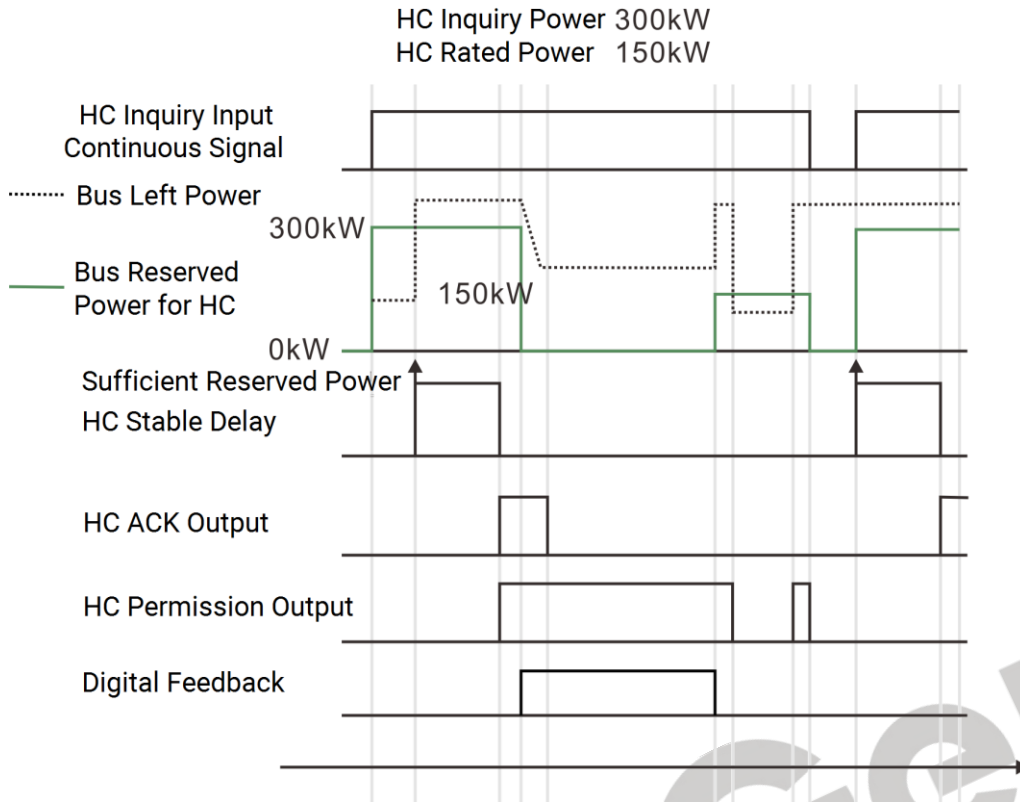 HC Inquiry Power 300kW
HC Rated Power 150kW
HC Inquiry Input
Continuous Signal
Bus Left Power
300kW
Bus Reserved
Power for HC
150kW
0kW
Sufficient Reserved Power
HC Stable Delay
HC ACK Output
HC Permission Output
Digital Feedback